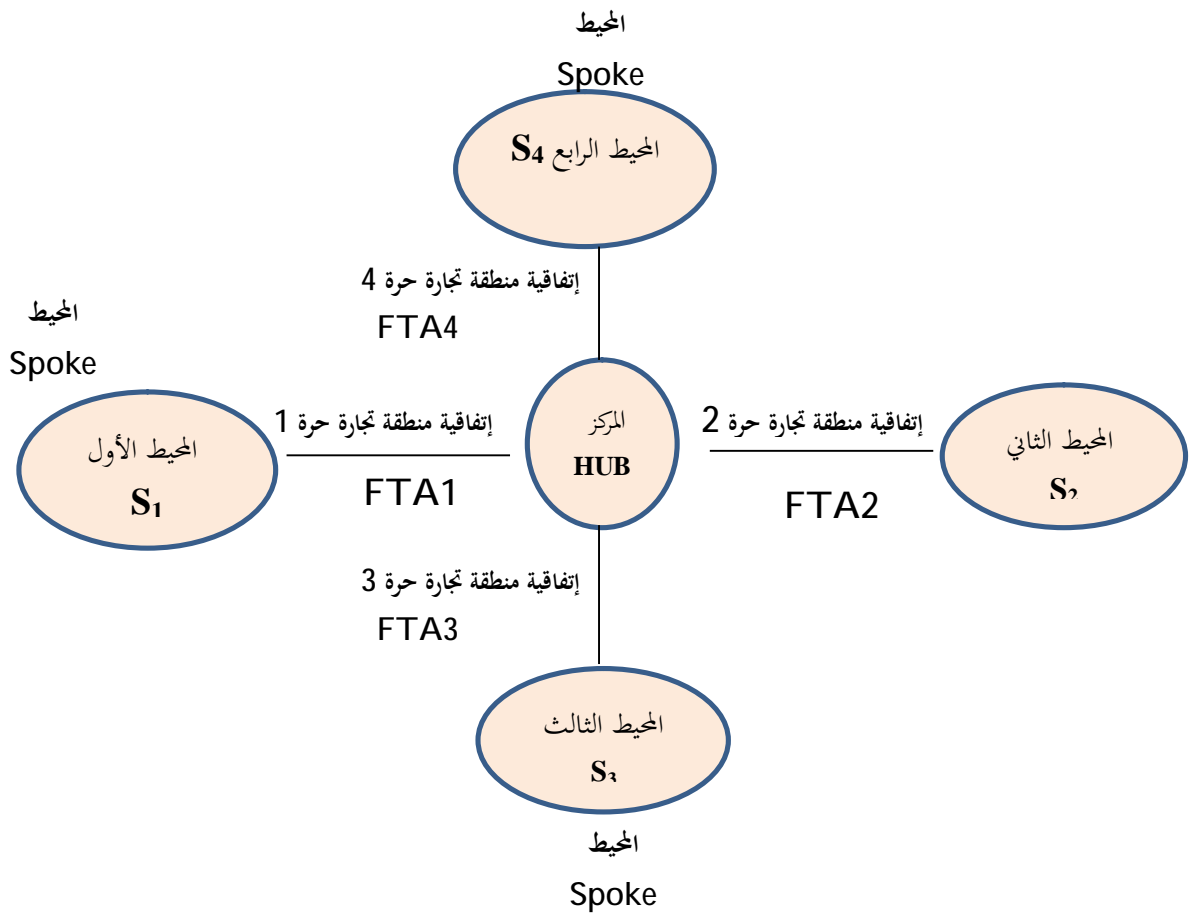 المحيط
Spoke
المحيط الرابع S4
إتفاقية منطقة تجارة حرة 4
FTA4
المحيط
Spoke
المحيط الأول
S1
إتفاقية منطقة تجارة حرة 1
FTA1
المركز
HUB
إتفاقية منطقة تجارة حرة 2
FTA2
المحيط الثاني
S2
إتفاقية منطقة تجارة حرة 3
FTA3
المحيط الثالث
S3
المحيط
Spoke